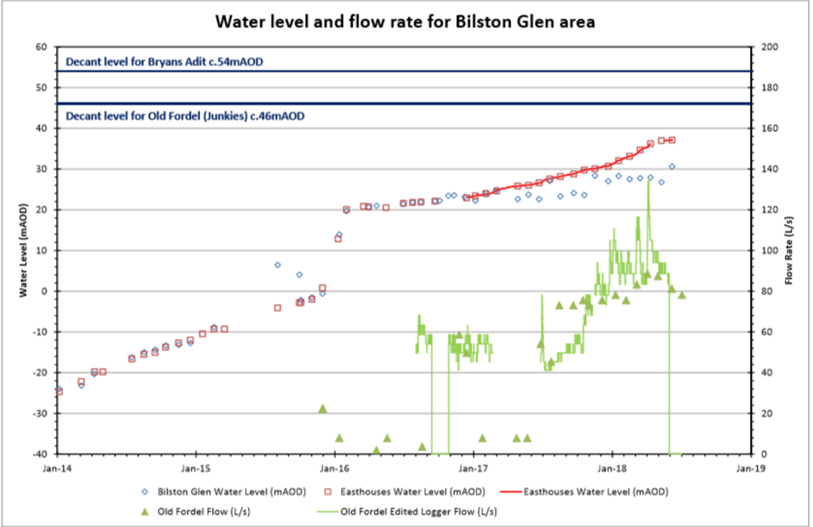 Water level and flow rate for Bilston Glen area
60
50
40
30
20
10
0
-10
-20
-30
-40
Water Level (mAOD)
Decant level for Bryans Adit c.54mAOD
Decant level for Old Fordel (Junkies) c.46mAOD
200
180
160
140
120
100
80
60
40
20
0
Flow Rate (L/s)
Jan-14 Jan-15 Jan-16 Jan-17 Jan-18 Jan-19
Bilston Glen Water Level (mAOD) Easthouses Water Level (mAOD) Easthouses Water Level (mAOD)
Old Fordel Flow (L/s) Old Fordel Edited Logger Flow (L/s)